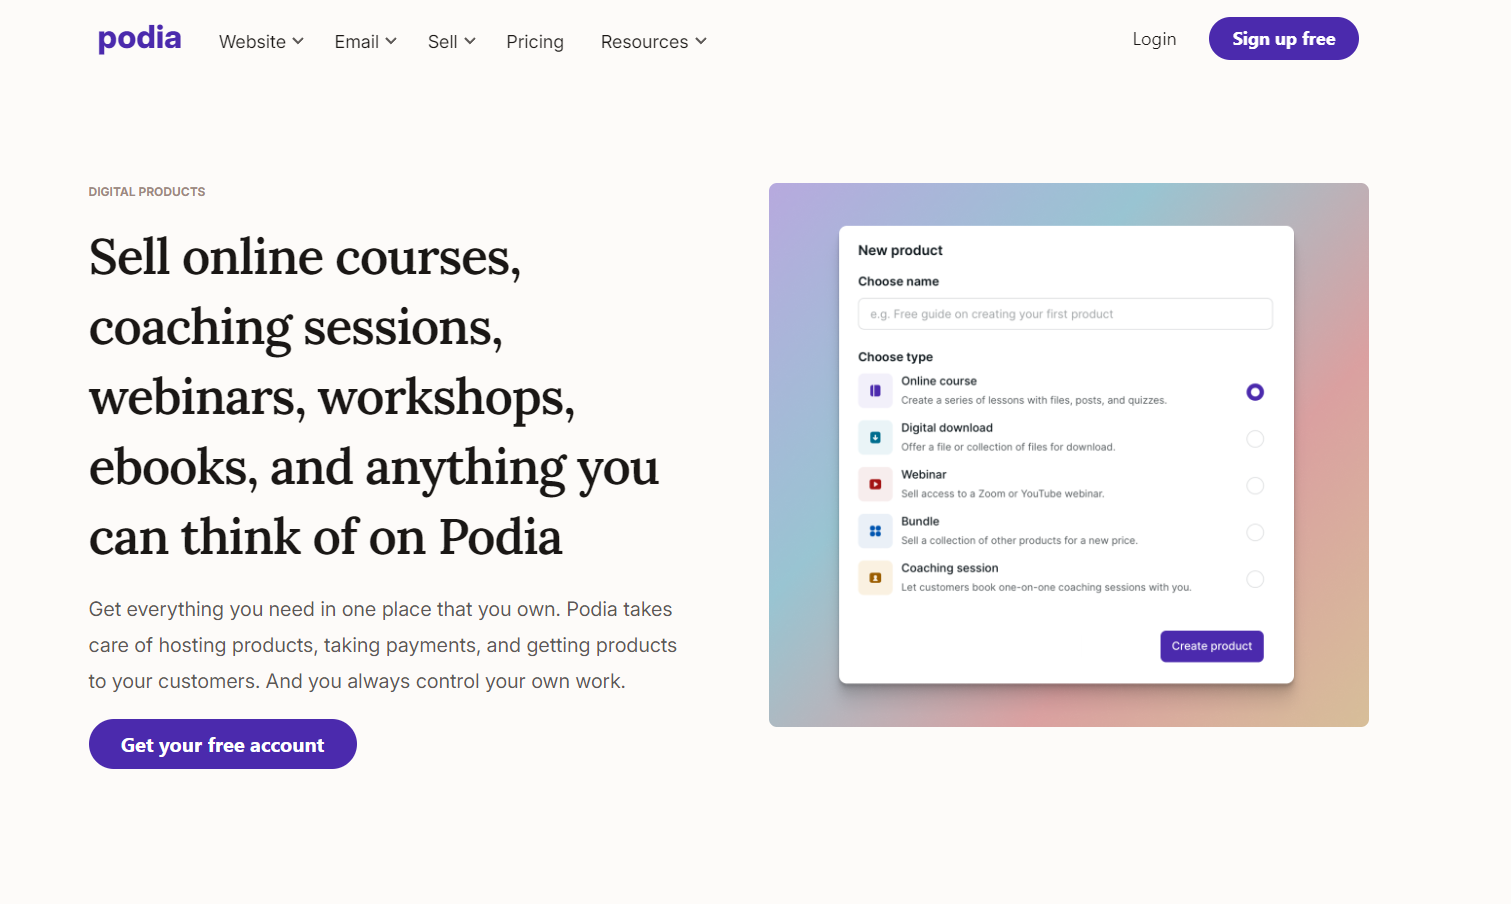 podia
Website
Email
Sell
Pricing
Resources
Login
Sign up free
DIGITAL PRODUCTS
Sell online courses,
coaching sessions,
webinars, workshops,
ebooks, and anything you
can think of on Podia
Get everything you need in one place that you own. Podia takes
care of hosting products, taking payments, and getting products
to your customers. And you always control your own work.
Get your free account
New product
Choose name
e.g. Free guide on creating your first product
Choose type
Online course
Create a series of lessons with files, posts, and quizzes.
Digital download
Offer a file or collection of files for download.
Webinar
Sell access to a Zoom or YouTube webinar.
Bundle
Sell a collection of other products for a new price.
Coaching session
Let customers book one-on-one coaching sessions with you.
Create product